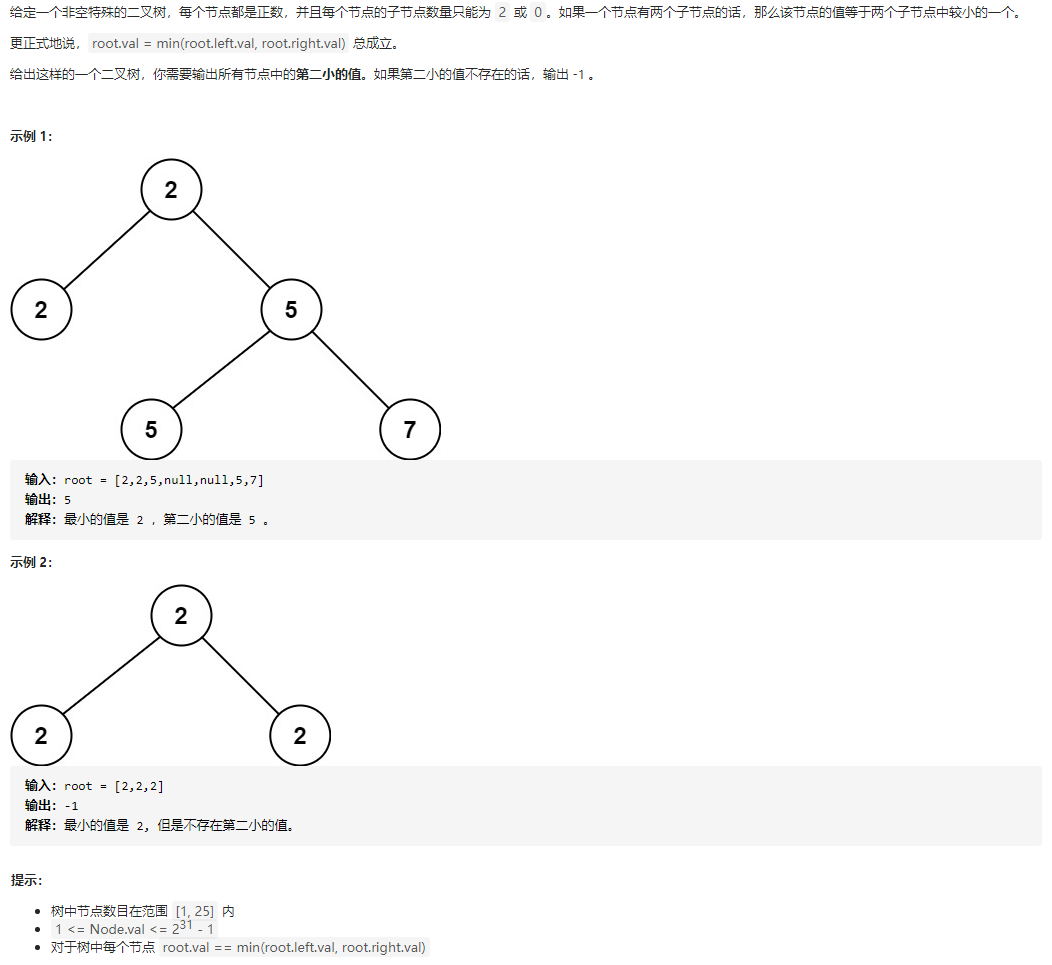 给定一个非空特殊的二叉树，每个节点都是正数，并且每个节点的子节点数量只能为 2 或 0。如果一个节点有两个子节点的话，那么该节点的值等于两个子节点中较小的一个。
更正式地说，root.val = min(root.left.val, root.right.val) 总成立。
给出这样的一个二叉树，你需要输出所有节点中的第二小的值。如果第二小的值不存在的话，输出 -1 。
示例 1：
2
2
5
5
7
输入：root = [2,2,5,null,null,5,7]
输出：5
解释：最小的值是 2 ，第二小的值是 5 。
示例 2：
2
2
2
输入：root = [2,2,2]
输出：-1
解释：最小的值是 2, 但是不存在第二小的值。
提示：
树中节点数目在范围 [1, 25] 内
1 <= Node.val <= 2³¹ - 1
对于树中每个节点 root.val == min(root.left.val, root.right.val)